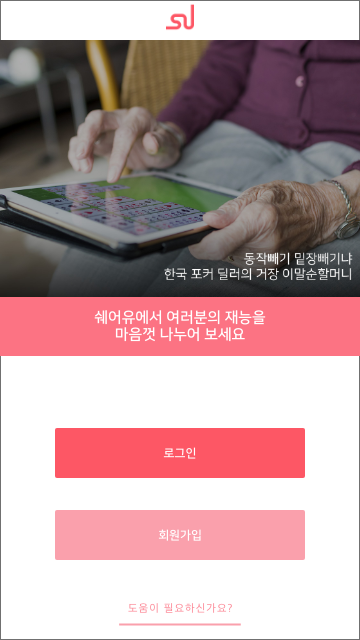 동작빼기 밑장빼기냐
한국 포커 딜러의 거장 이말순할머니
쉐어유에서 여러분의 재능을
마음껏 나누어 보세요
로그인
회원가입
도움이 필요하신가요?